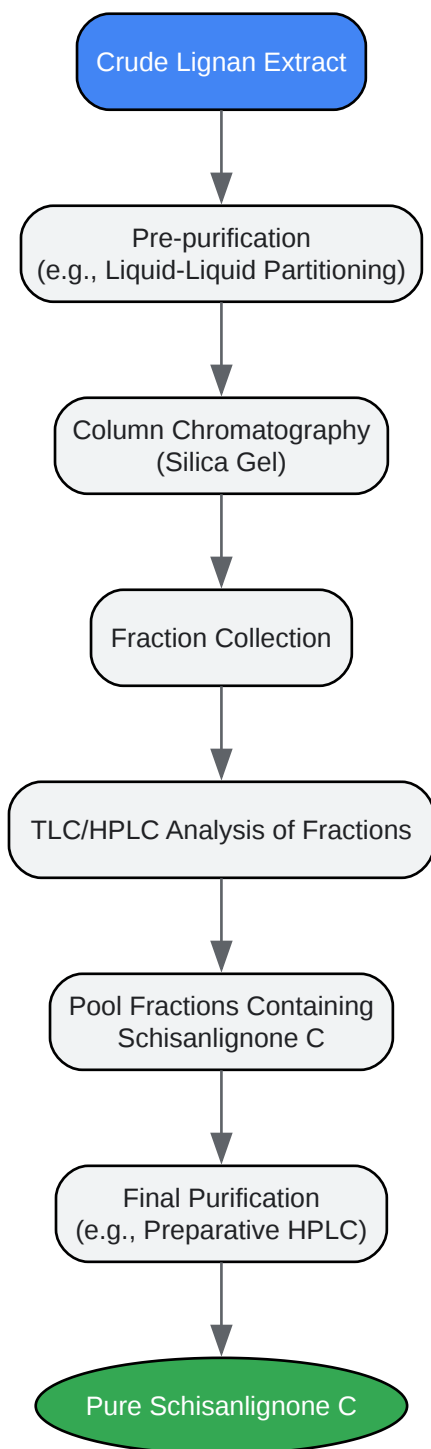 Crude Lignan Extract
Pre-purification
(e.g., Liquid-Liquid Partitioning)
Column Chromatography
(Silica Gel)
Fraction Collection
TLC/HPLC Analysis of Fractions
Pool Fractions Containing
Schisanlignone C
Final Purification
(e.g., Preparative HPLC)
Pure Schisanlignone C